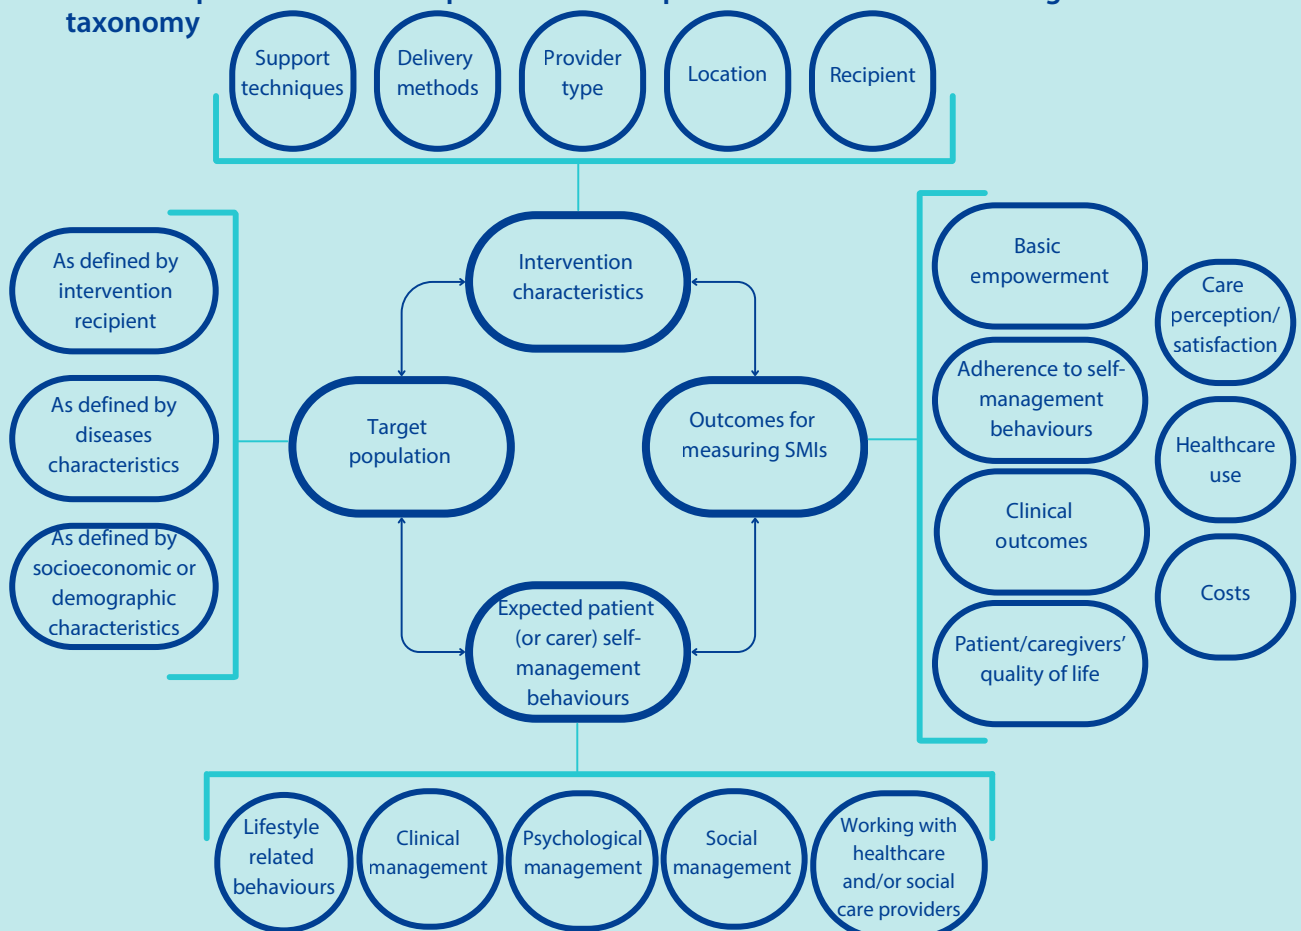 taxonomy
Support
techniques
Delivery
methods
Provider
type
Location
Recipient
Intervention
characteristics
As defined by
intervention
recipient
As defined by
diseases
characteristics
As defined by
socioeconomic or
demographic
characteristics
Target
population
Outcomes for
measuring SMIs
Basic
empowerment
Adherence to self-
management
behaviours
Clinical
outcomes
Patient/caregivers'
quality of life
Care
perception/
satisfaction
Healthcare
use
Costs
Expected patient
(or carer) self-
management
behaviours
Lifestyle
related
behaviours
Clinical
management
Psychological
management
Social
management
Working with
healthcare
and/or social
care providers